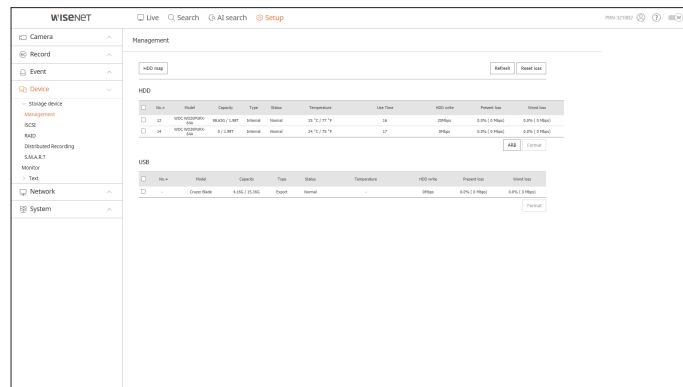 WISENET
Live Search AI search Setup
Camera
Record
Event
Device
Storage device
Management
iSCSI
RAID
Distributed Recording
S.M.A.R.T
Monitor
Text
Network
System
Management
HDD map Refresh Reset loss
HDD
No. Model Capacity Type Status Temperature Use Time HDD write Present loss Worst loss
13 Internal Normal 25 °C / 77 °F 16 20Mbps 0.0% ( 0 Mbps) 0.0% ( 0 Mbps)
14 0 / 1.98T Internal Normal 24 °C / 75 °F 17 0Mbps 0.0% ( 0 Mbps) 0.0% ( 0 Mbps)
ARB Format
USB
No. Model Capacity Type Status Temperature HDD write Present loss Worst loss
- Cruzer Blade Export Normal - 0Mbps 0.0% ( 0 Mbps) 0.0% ( 0 Mbps)
Format